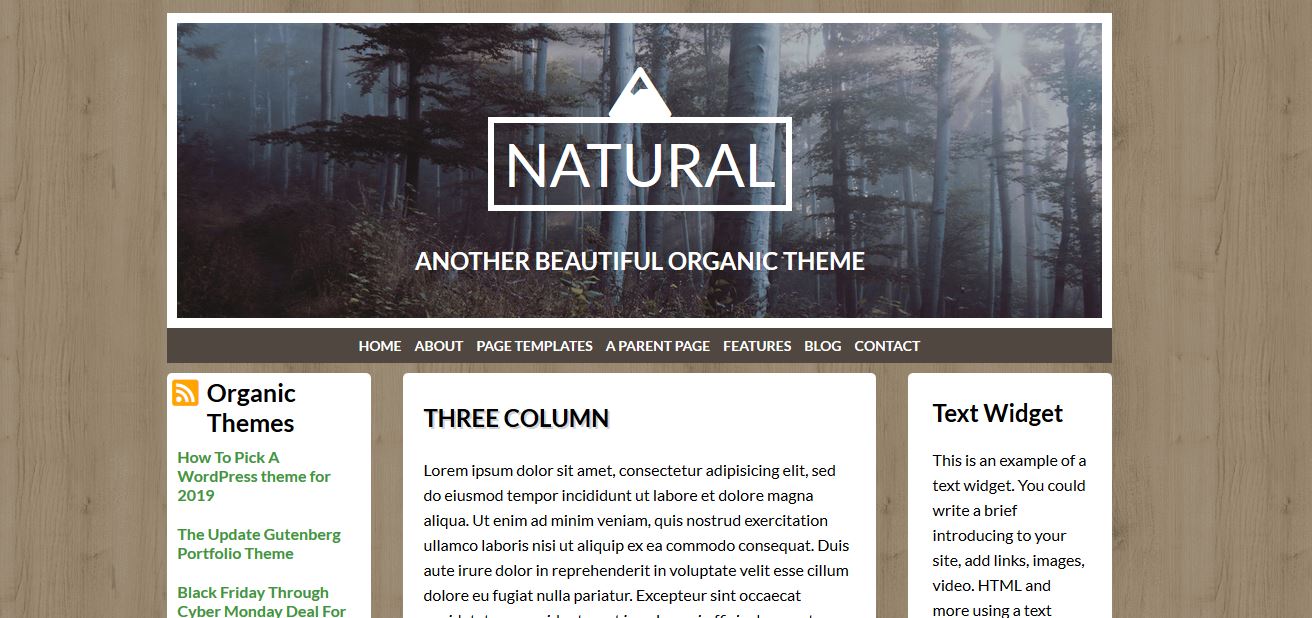 NATURAL
ANOTHER BEAUTIFUL ORGANIC THEME
HOME ABOUT PAGE TEMPLATES A PARENT PAGE FEATURES BLOG CONTACT
Organic
Themes
How To Pick A
WordPress theme for
2019
The Update Gutenberg
Portfolio Theme
Black Friday Through
Cyber Monday Deal For
THREE COLUMN
Lorem ipsum dolor sit amet, consectetur adipisicing elit, sed
do eiusmod tempor incididunt ut labore et dolore magna
aliqua. Ut enim ad minim veniam, quis nostrud exercitation
ullamco laboris nisi ut aliquip ex ea commodo consequat. Duis
aute irure dolor in reprehenderit in voluptate velit esse cillum
dolore eu fugiat nulla pariatur. Excepteur sint occaecat
Text Widget
This is an example of a
text widget. You could
write a brief
introducing to your
site, add links, images,
video. HTML and
more using a text